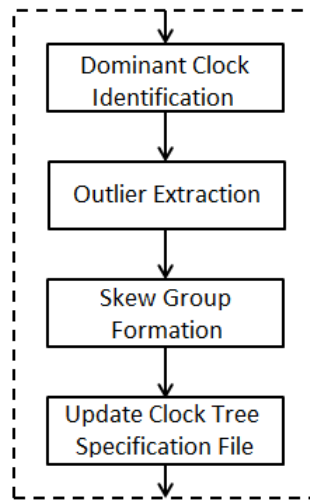 Dominant Clock
Identification
Outlier Extraction
Skew Group
Formation
Update Clock Tree
Specification File